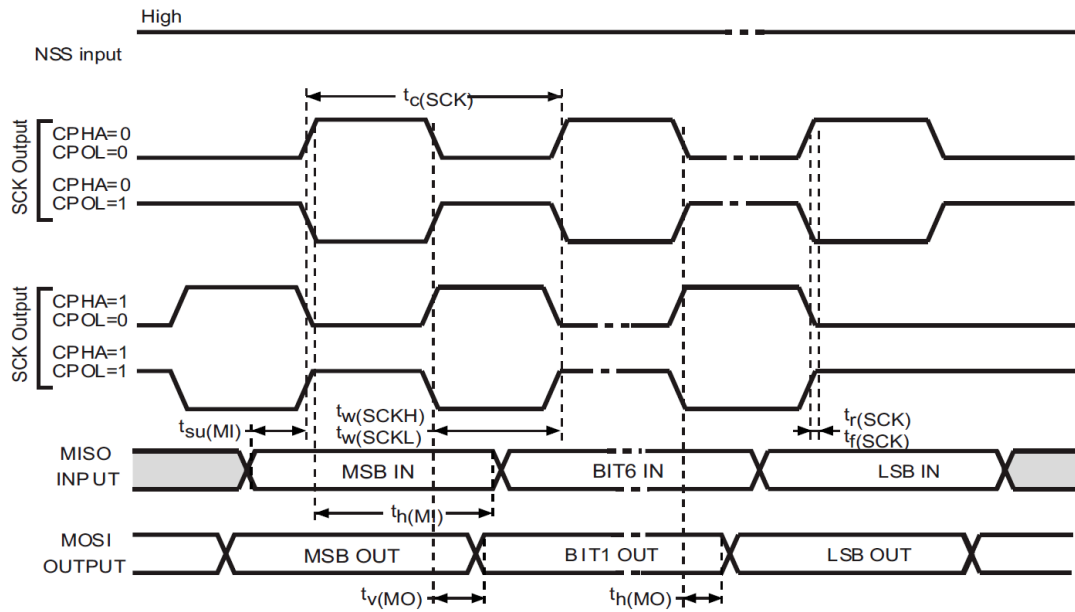 High
NSS input
tc(SCK)
SCK Output
CPHA=0
CPOL=0
CPHA=0
CPOL=1
SCK Output
CPHA=1
CPOL=0
CPHA=1
CPOL=1
tsu(MI)
tw(SCKH)
tw(SCKL)
tr(SCK)
tf(SCK)
MISO
INPUT
MSB IN
BIT6 IN
LSB IN
th(MI)
MOSI
OUTPUT
MSB OUT
BIT1 OUT
LSB OUT
tv(MO)
th(MO)